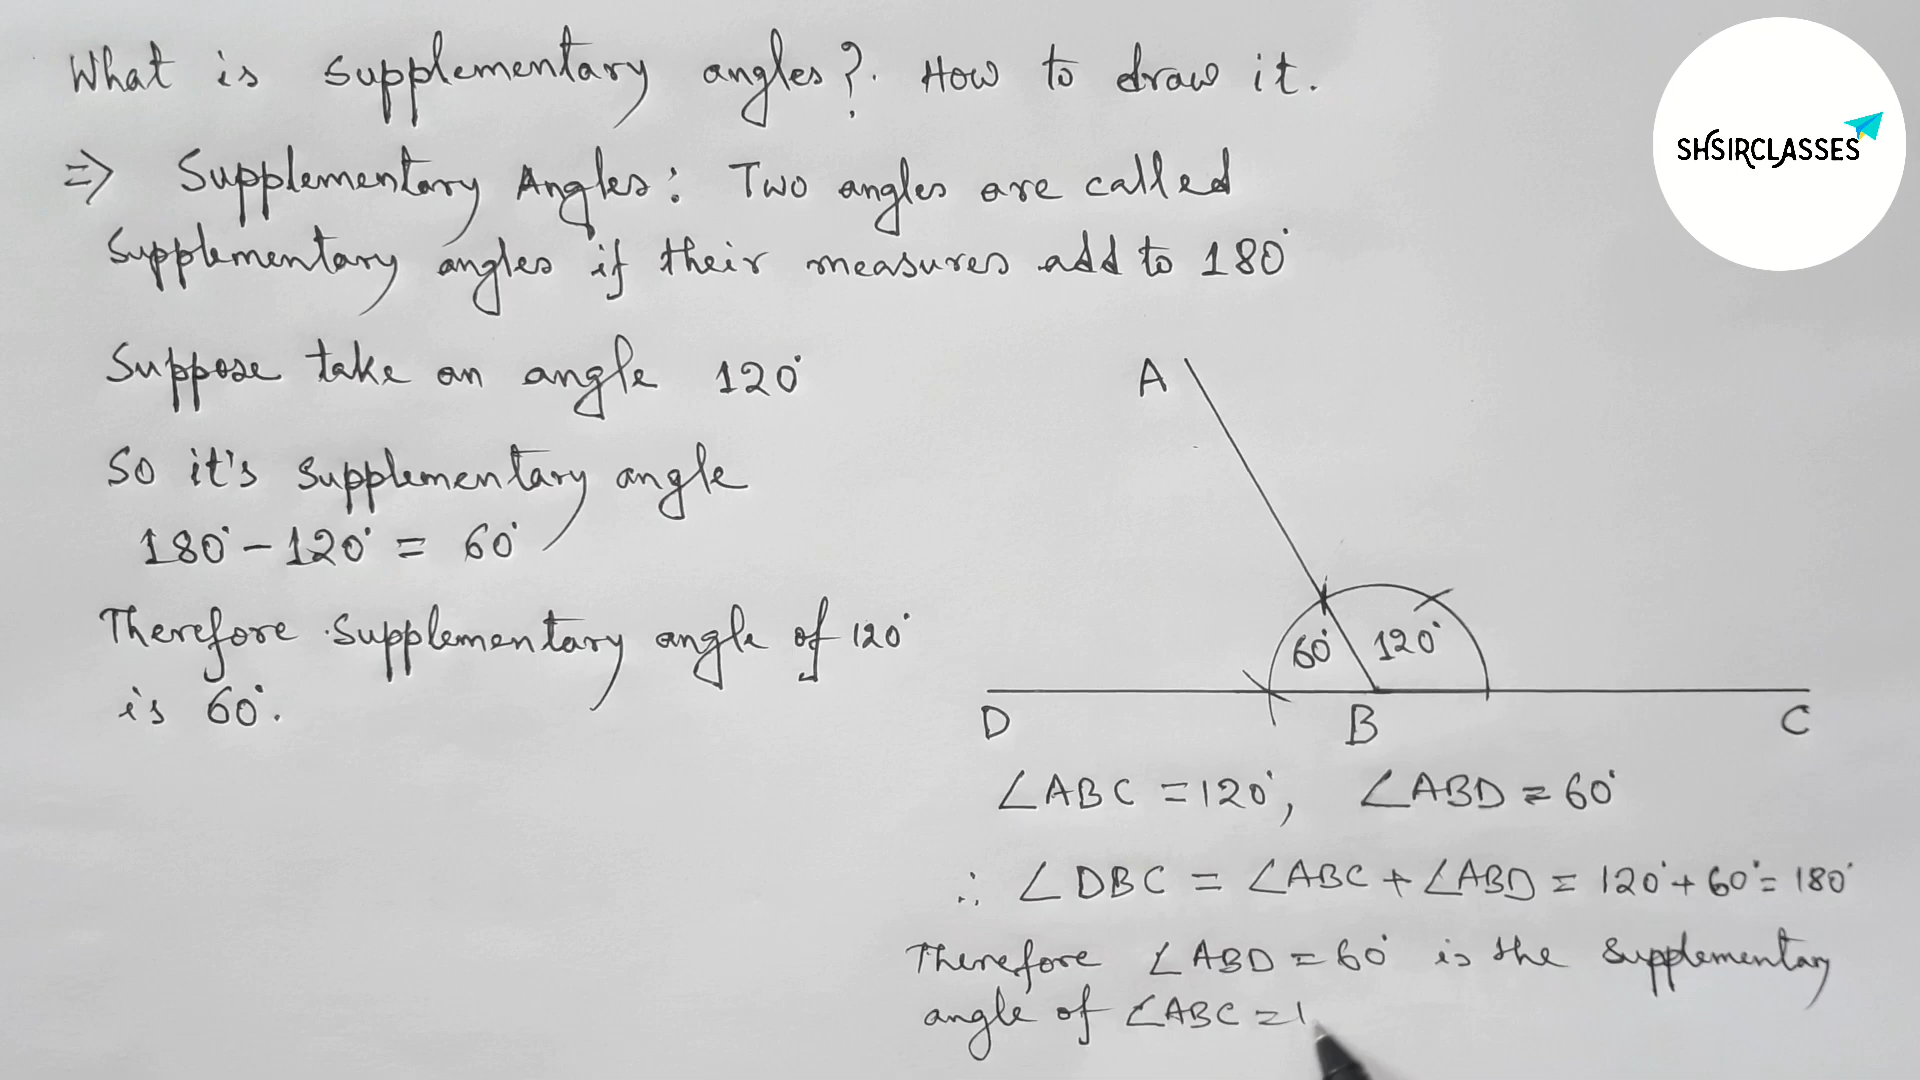 What is supplementary angles?. How to draw it.
SHSIRCLASSES
⇒ Supplementary Angles: Two angles are called
Supplementary angles if their measures add to 180°
Suppose take an angle 120°
So it's supplementary angle
180° - 120° = 60°
Therefore supplementary angle of 120°
is 60°.
A
60° 120°
D B C
∠ABC = 120°, ∠ABD = 60°
∴ ∠DBC = ∠ABC + ∠ABD = 120° + 60° = 180°
Therefore ∠ABD = 60° is the supplementary
angle of ∠ABC = 1